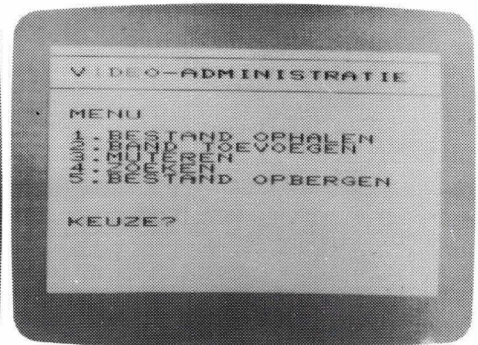 VIDEO-ADMINISTRATIE
MENU
1. BESTAND OPHALEN
2. BAND TOEVOEGEN
3. MUTEREN
4. ZOEKEN
5. BESTAND OPBERGEN
KEUZE?